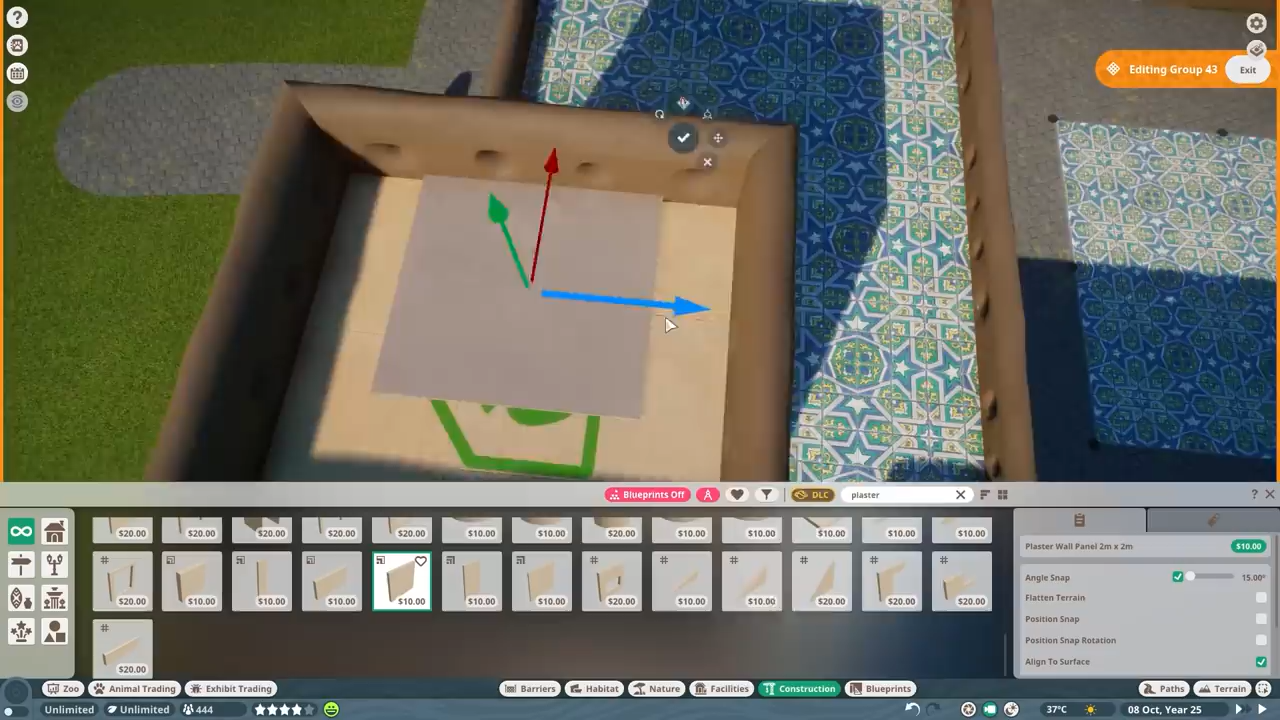 ?
Editing Group 43
Exit
Blueprints Off
DLC
plaster
?
$20.00 $20.00 $20.00 $20.00 $20.00 $10.00 $10.00 $20.00 $10.00 $10.00 $10.00 $10.00 $10.00
Plaster Wall Panel 2m x 2m
$10.00
$20.00 $10.00 $10.00 $10.00 $10.00 $10.00 $10.00 $20.00 $10.00 $10.00 $20.00 $20.00 $20.00
Angle Snap
15.00°
Flatten Terrain
Position Snap
Position Snap Rotation
Align To Surface
$20.00
Zoo
Animal Trading
Exhibit Trading
Barriers
Habitat
Nature
Facilities
Construction
Blueprints
Paths
Terrain
Unlimited
Unlimited
444
37°C
08 Oct, Year 25